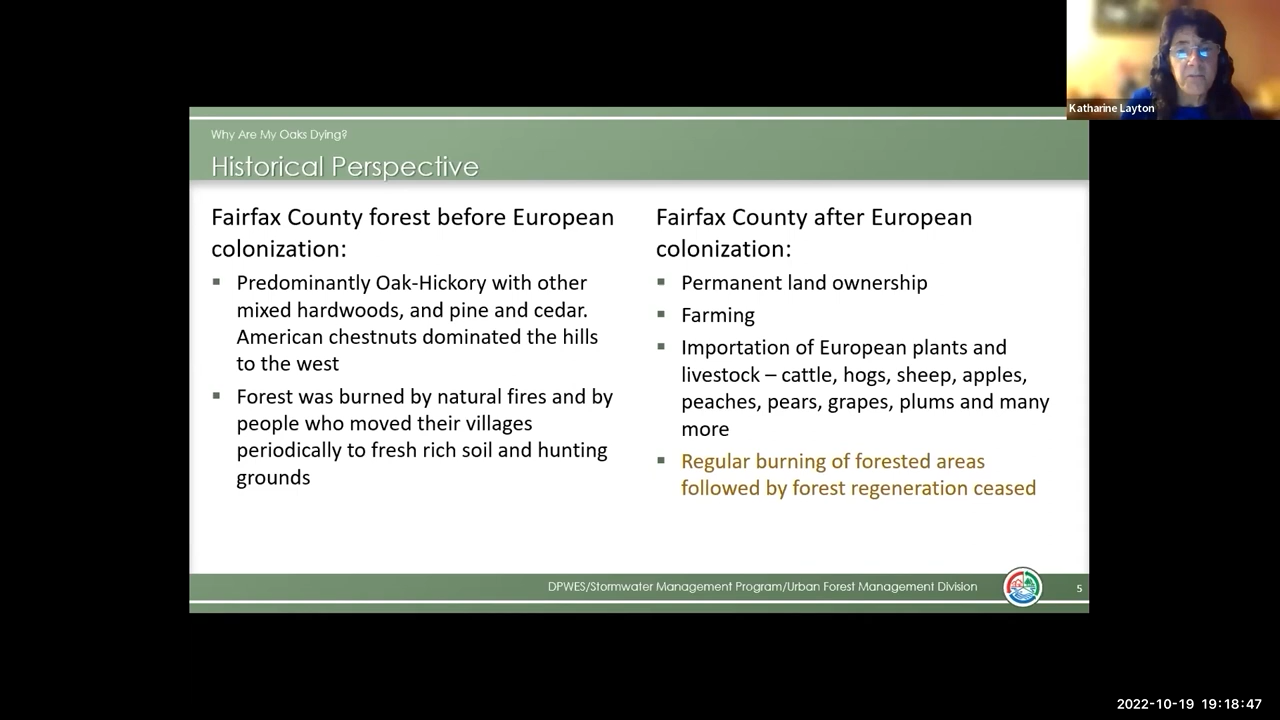 Katharine Layton
Why Are My Oaks Dying?
Historical Perspective
Fairfax County forest before European
colonization:
▪ Predominantly Oak-Hickory with other
mixed hardwoods, and pine and cedar.
American chestnuts dominated the hills
to the west
▪ Forest was burned by natural fires and by
people who moved their villages
periodically to fresh rich soil and hunting
grounds
Fairfax County after European
colonization:
▪ Permanent land ownership
▪ Farming
▪ Importation of European plants and
livestock – cattle, hogs, sheep, apples,
peaches, pears, grapes, plums and many
more
▪ Regular burning of forested areas
followed by forest regeneration ceased
DPWES/Stormwater Management Program/Urban Forest Management Division
5
2022-10-19 19:18:47